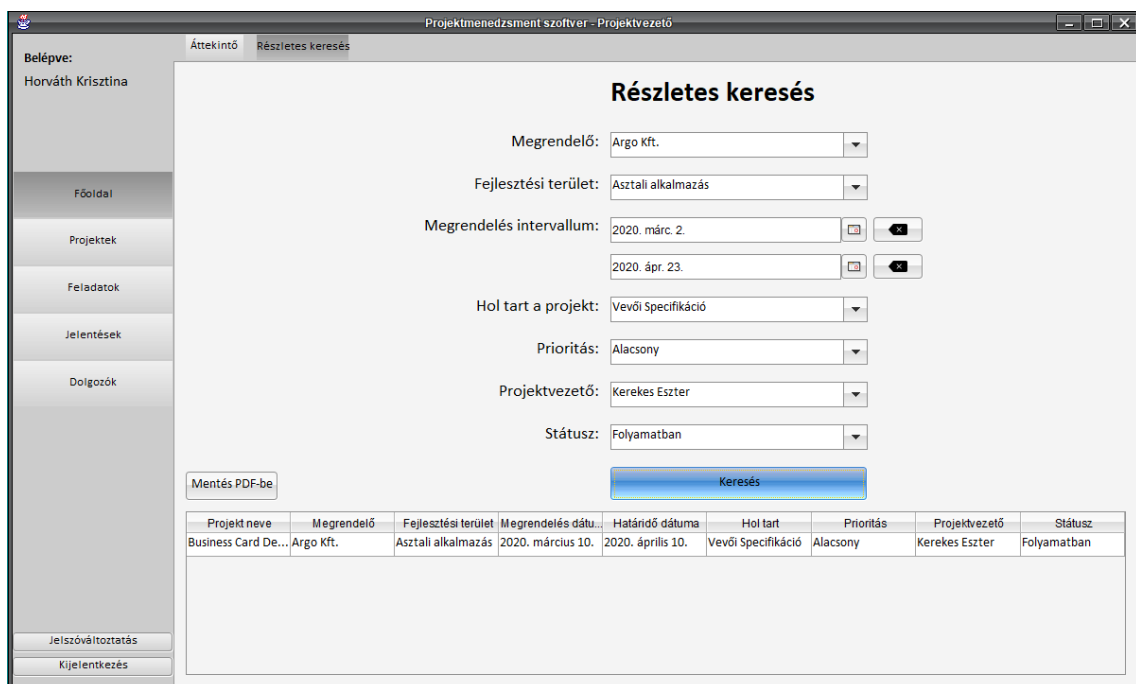 Projektmenedzsment szoftver - Projektvezető
Belépve:
Horváth Krisztina
Főoldal
Projektek
Feladatok
Jelentések
Dolgozók
Jelszóváltoztatás
Kijelentkezés
Áttekintő Részletes keresés
Részletes keresés
Megrendelő: Argo Kft.
Fejlesztési terület: Asztali alkalmazás
Megrendelés intervallum: 2020. márc. 2.
2020. ápr. 23.
Hol tart a projekt: Vevői Specifikáció
Prioritás: Alacsony
Projektvezető: Kerekes Eszter
Státusz: Folyamatban
Mentés PDF-be Keresés
Projekt neve Megrendelő Fejlesztési terület Megrendelés dátu... Határidő dátuma Hol tart Prioritás Projektvezető Státusz
Business Card De... Argo Kft. Asztali alkalmazás 2020. március 10. 2020. április 10. Vevői Specifikáció Alacsony Kerekes Eszter Folyamatban